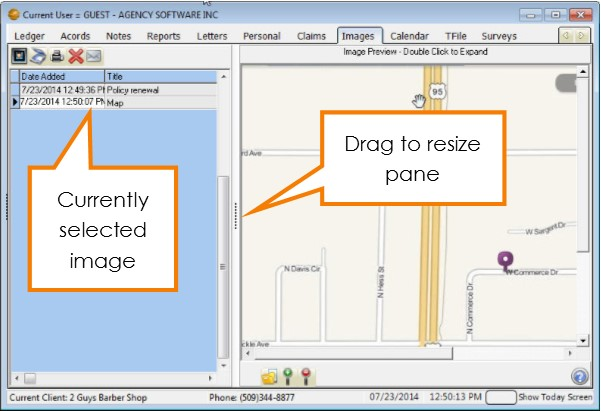 Current User = GUEST - AGENCY SOFTWARE INC
Ledger Acords Notes Reports Letters Personal Claims Images Calendar TFile Surveys
Image Preview - Double Click to Expand
Date Added Title
7/23/2014 12:49:36 PM Policy renewal
7/23/2014 12:50:07 PM Map
95
Drag to resize
pane
Currently
selected
image
rd Ave
W Sargent Dr
N Davis Cir
N Hess St
W Commerce Dr
N Commerce Dr
ckle Ave
Current Client: 2 Guys Barber Shop Phone: (509)344-8877 07/23/2014 12:50:13 PM Show Today Screen